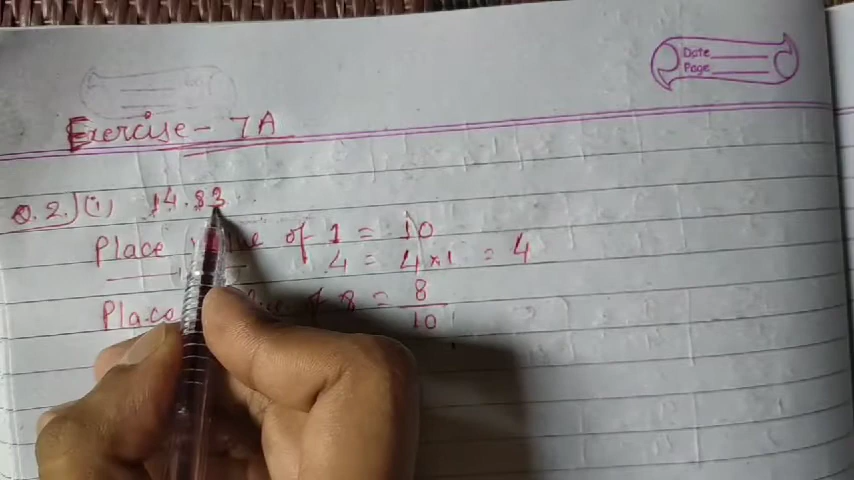 Date
Page
Exercise - 7A
Q.2.) (i) 14.83
Place of 1 = 10
4 = 4×1 = 4
Place 8 = 8/10